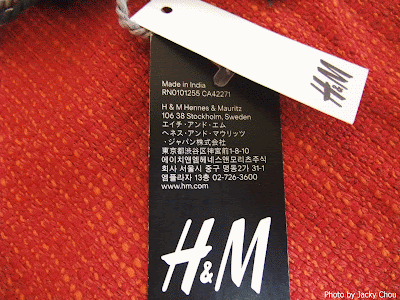 H&M
Made in India
RN0101255 CA42271
H & M Hennes & Mauritz
106 38 Stockholm, Sweden
エイチ・アンド・エム
ヘネス・アンド・マウリッツ
・ジャパン株式会社
東京都渋谷区神宮前1-8-10
에이치앤엠헤네스앤모리츠주식
회사 서울시 중구 명동2가 31-1
엠플라자 13층 02-726-3600
www.hm.com
H&M
Photo by Jacky Chou